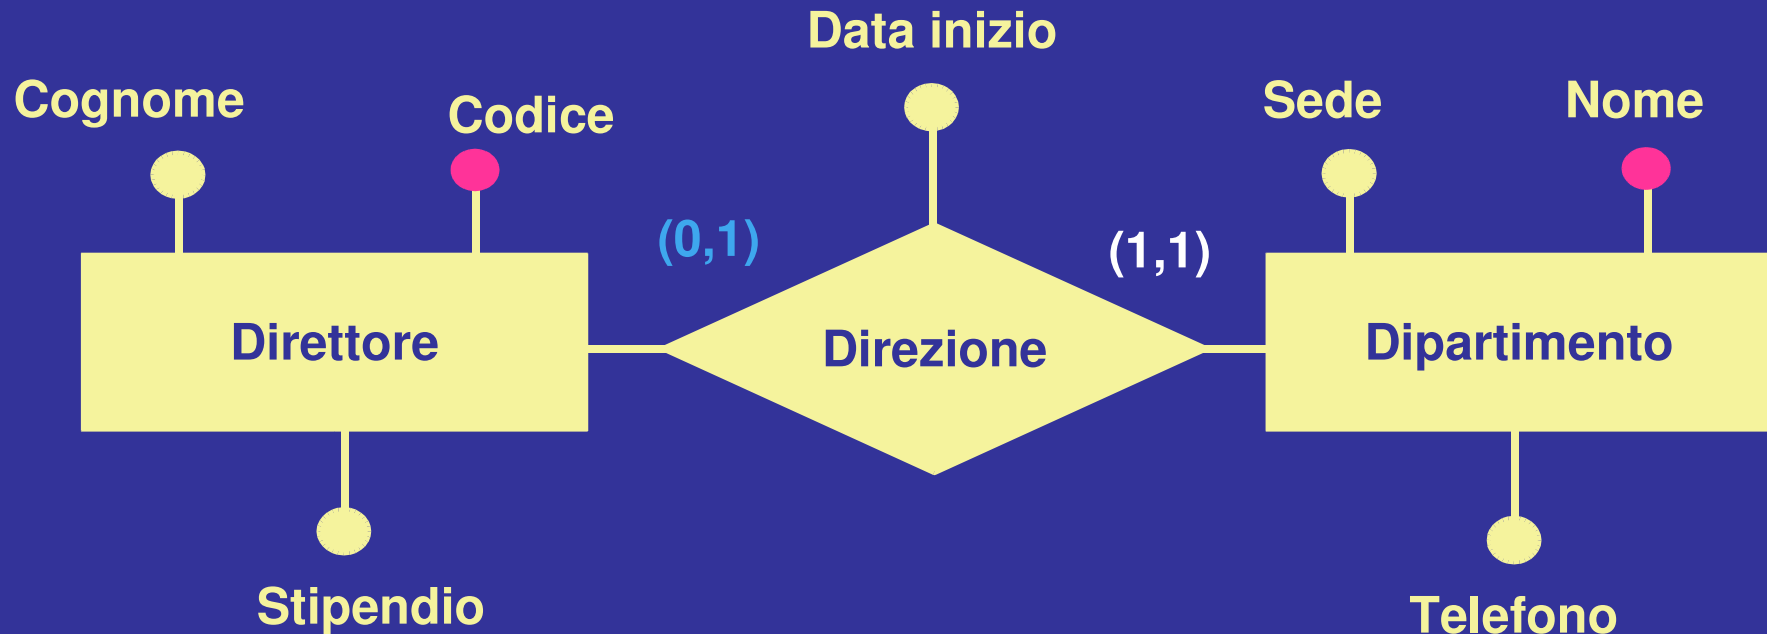 Data inizio
Cognome
Codice
Sede
Nome
(0,1)
(1,1)
Direttore
Direzione
Dipartimento
Stipendio
Telefono